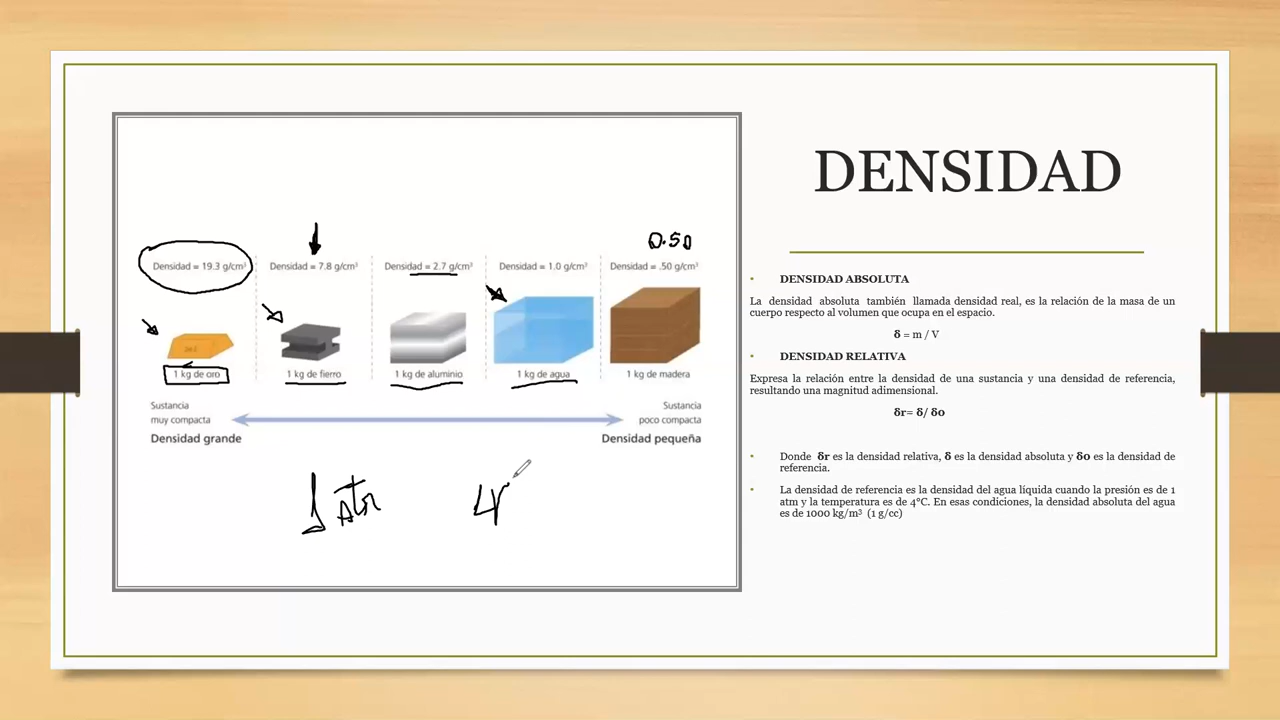 DENSIDAD
0.50
Densidad = 19.3 g/cm³
Densidad = 7.8 g/cm³
Densidad = 2.7 g/cm³
Densidad = 1.0 g/cm³
Densidad = .50 g/cm³
1 kg de oro
1 kg de fierro
1 kg de aluminio
1 kg de agua
1 kg de madera
Sustancia
muy compacta
Densidad grande
Sustancia
poco compacta
Densidad pequeña
1 Atm
4
• DENSIDAD ABSOLUTA
La densidad absoluta también llamada densidad real, es la relación de la masa de un
cuerpo respecto al volumen que ocupa en el espacio.
δ = m / V
• DENSIDAD RELATIVA
Expresa la relación entre la densidad de una sustancia y una densidad de referencia,
resultando una magnitud adimensional.
δr= δ/ δ0
• Donde δr es la densidad relativa, δ es la densidad absoluta y δ0 es la densidad de
referencia.
• La densidad de referencia es la densidad del agua líquida cuando la presión es de 1
atm y la temperatura es de 4°C. En esas condiciones, la densidad absoluta del agua
es de 1000 kg/m³ (1 g/cc)